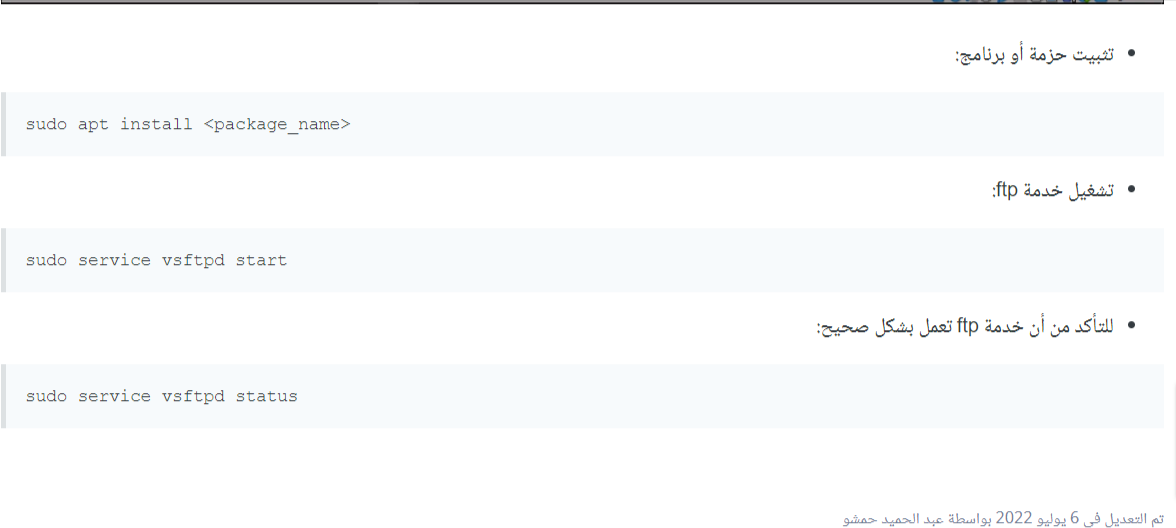 تثبيت حزمة أو برنامج:
sudo apt install <package_name>
تشغيل خدمة ftp:
sudo service vsftpd start
للتأكد من أن خدمة ftp تعمل بشكل صحيح:
sudo service vsftpd status
تم التعديل في 6 يوليو 2022 بواسطة عبد الحميد حمشو